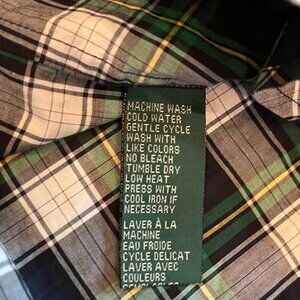 MACHINE WASH
COLD WATER
GENTLE CYCLE
WASH WITH
LIKE COLORS
NO BLEACH
TUMBLE DRY
LOW HEAT
PRESS WITH
COOL IRON IF
NECESSARY
LAVER À LA
MACHINE
EAU FROIDE
CYCLE DELICAT
LAVER AVEC
COULEURS